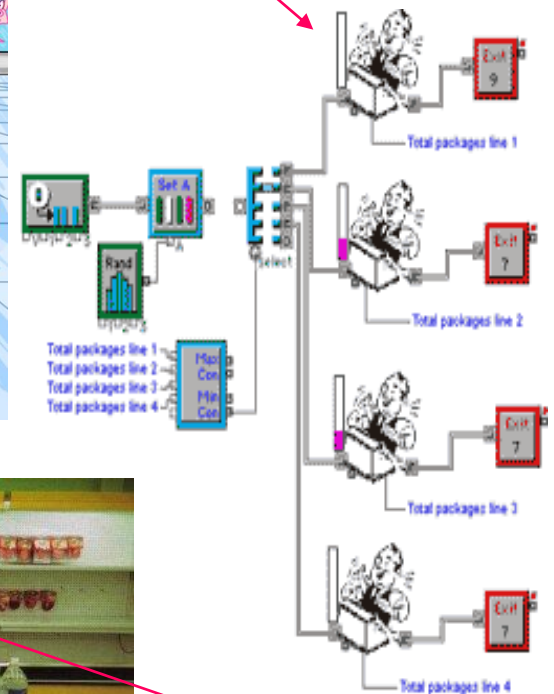 Exit
9
Total packages line 1
Set A
A
Rand
Select
Exit
7
Total packages line 2
Total packages line 1
Total packages line 2
Total packages line 3
Total packages line 4
Max
Con
Min
Con
Exit
7
Total packages line 3
Exit
7
Total packages line 4